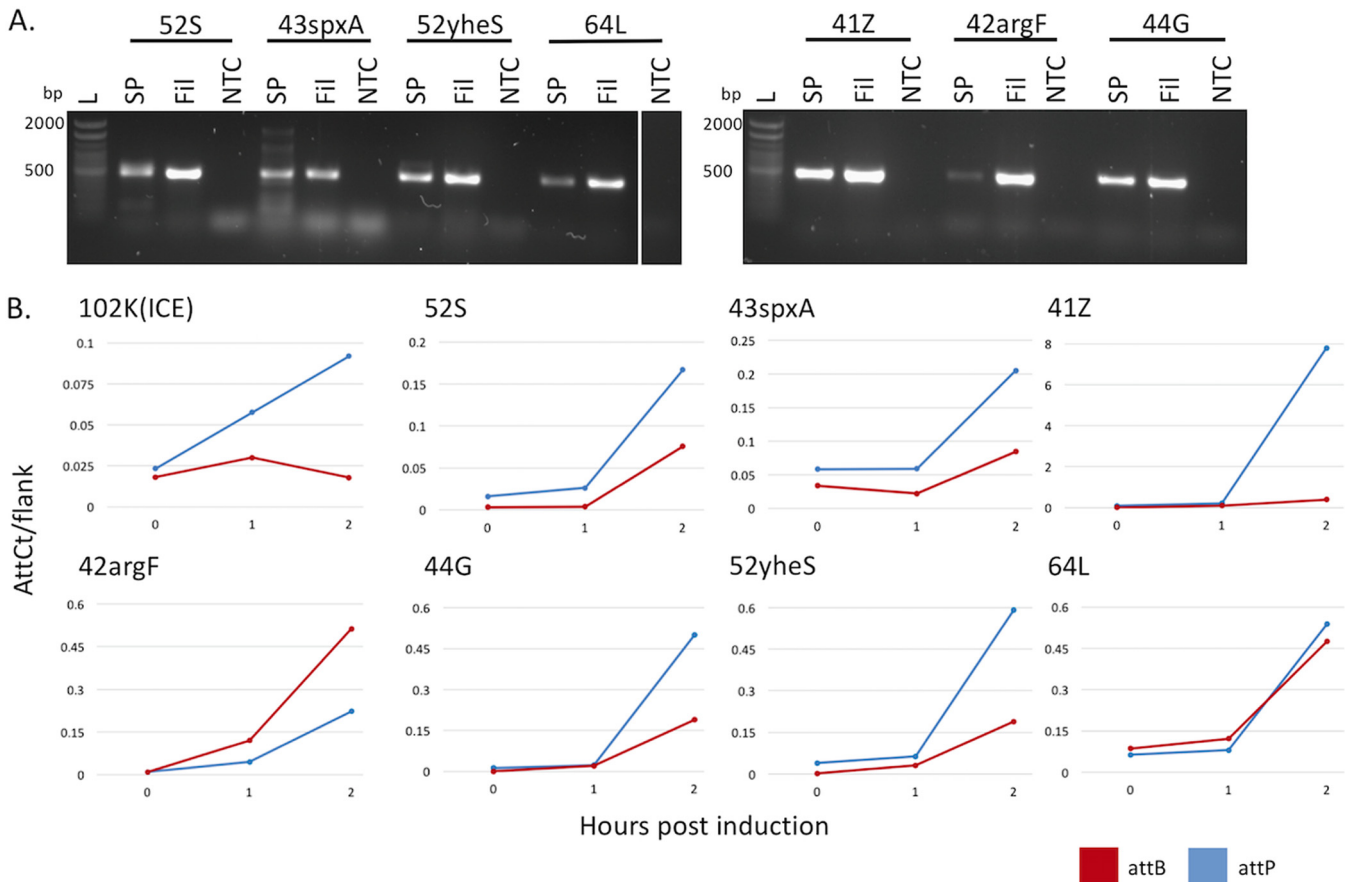 A.
52S 43spxA 52yheS 64L 41Z 42argF 44G
bp L SP Fil NTC SP Fil NTC SP Fil NTC SP Fil NTC bp L SP Fil NTC SP Fil NTC SP Fil NTC
2000 2000
500 500
B.
102K(ICE) 52S 43spxA 41Z
0.1 0.2 0.25 8
0.075 0.15 0.2 6
0.05 0.1 0.15 4
0.025 0.05 0.1 2
0 0 0.05 0
0
0 1 2 0 1 2 0 1 2 0 1 2
AttCt/flank
42argF 44G 52yheS 64L
0.6 0.6 0.6 0.6
0.45 0.45 0.45 0.45
0.3 0.3 0.3 0.3
0.15 0.15 0.15 0.15
0 0 0 0
0 1 2 0 1 2 0 1 2 0 1 2
Hours post induction
attB attP